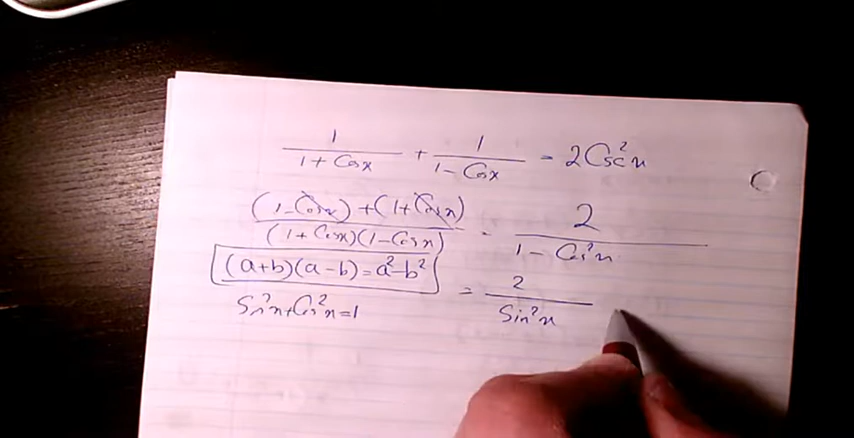 1/(1 + Cosx) + 1/(1 - Cosx) = 2Csc²x
((1 - Cosx) + (1 + Cosx))/((1 + Cosx)(1 - Cosx)) = 2/(1 - Cos²x)
(a+b)(a-b)=a²-b²
= 2/Sin²x
Sin²x+Cos²x=1